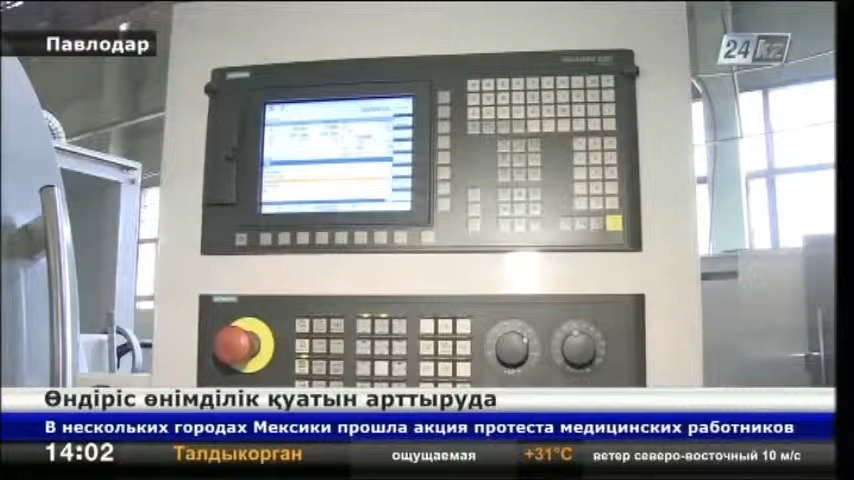 Павлодар
24 kz
Өндіріс өнімділік қуатын арттыруда
В нескольких городах Мексики прошла акция протеста медицинских работников
14:02 Талдыкорган ощущаемая +31°C ветер северо-восточный 10 м/с